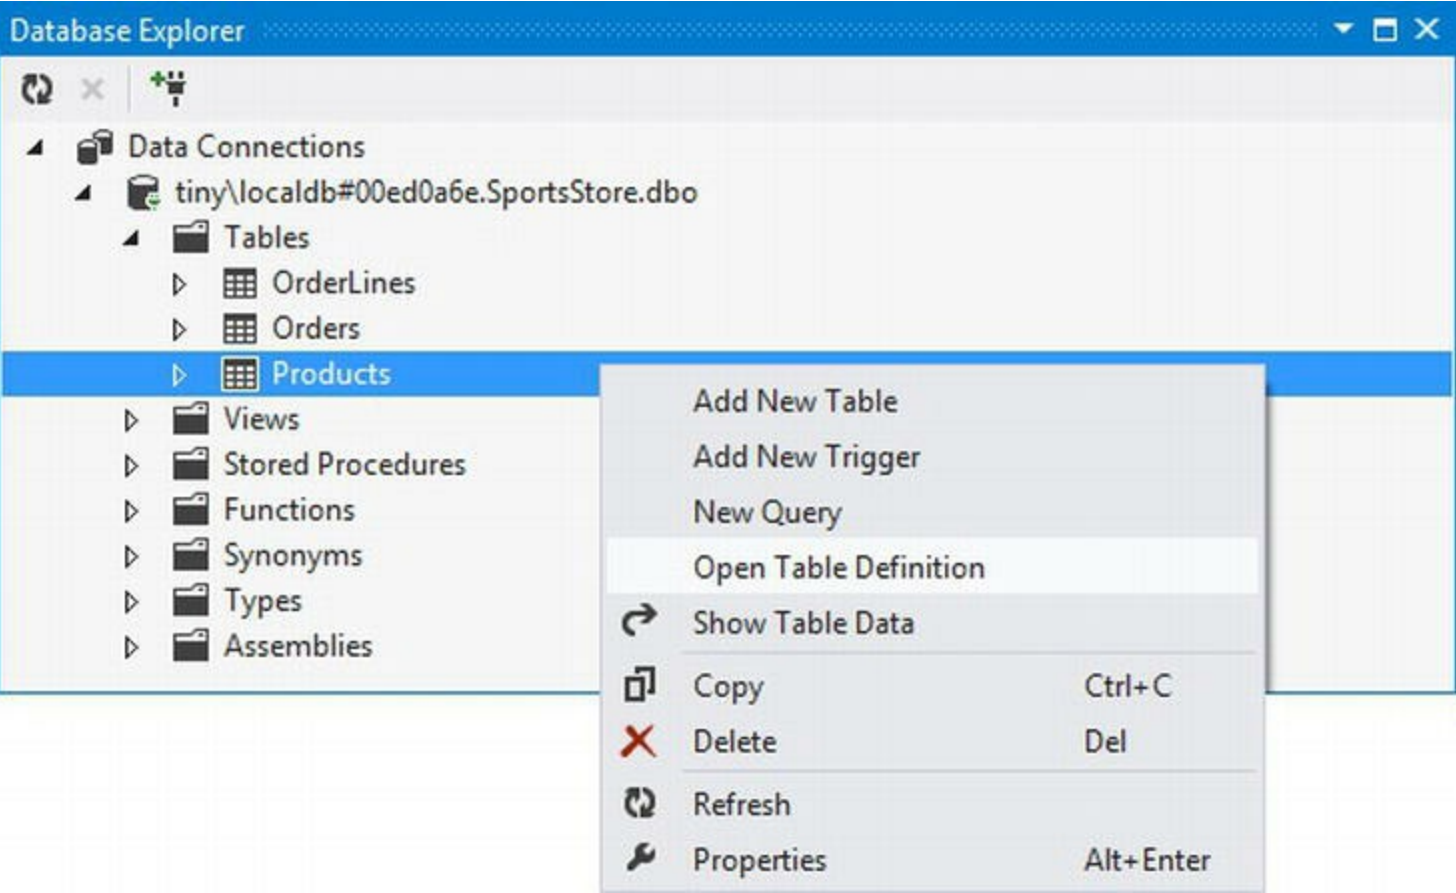 Database Explorer
Data Connections
tiny\localdb#00ed0a6e.SportsStore.dbo
Tables
OrderLines
Orders
Products
Views
Stored Procedures
Functions
Synonyms
Types
Assemblies
Add New Table
Add New Trigger
New Query
Open Table Definition
Show Table Data
Copy Ctrl+C
Delete Del
Refresh
Properties Alt+Enter